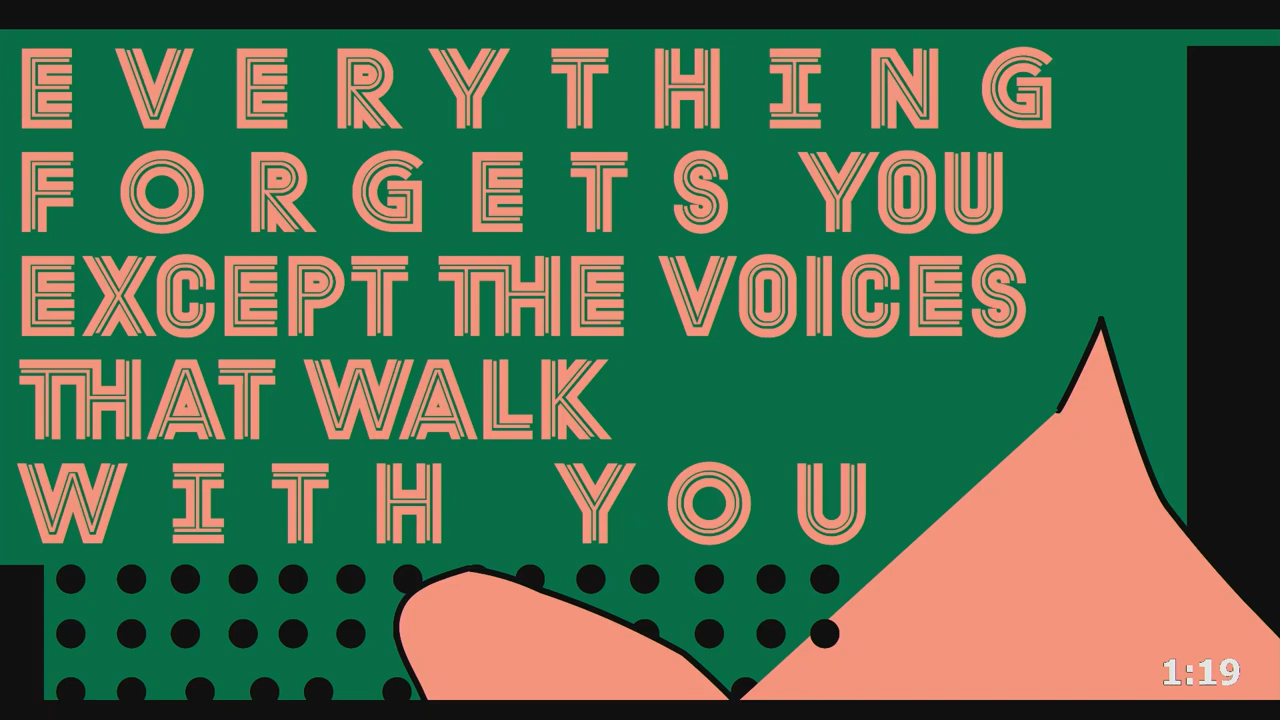 EVERYTHING
FORGETS YOU
EXCEPT THE VOICES
THAT WALK
WITH YOU
1:19